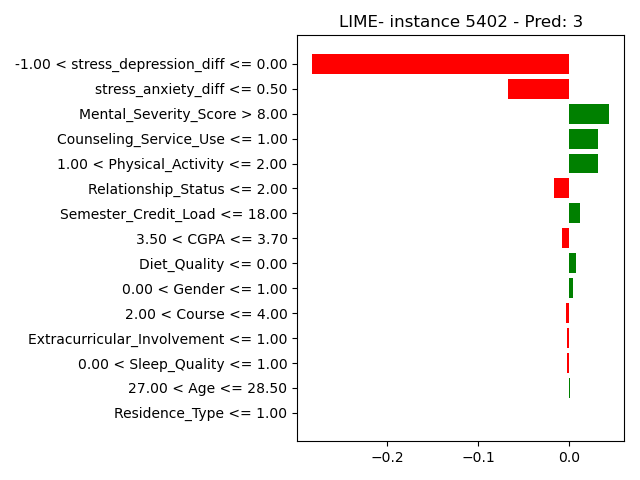 LIME- instance 5402 - Pred: 3
-1.00 < stress_depression_diff <= 0.00
stress_anxiety_diff <= 0.50
Mental_Severity_Score > 8.00
Counseling_Service_Use <= 1.00
1.00 < Physical_Activity <= 2.00
Relationship_Status <= 2.00
Semester_Credit_Load <= 18.00
3.50 < CGPA <= 3.70
Diet_Quality <= 0.00
0.00 < Gender <= 1.00
2.00 < Course <= 4.00
Extracurricular_Involvement <= 1.00
0.00 < Sleep_Quality <= 1.00
27.00 < Age <= 28.50
Residence_Type <= 1.00
−0.2 −0.1 0.0